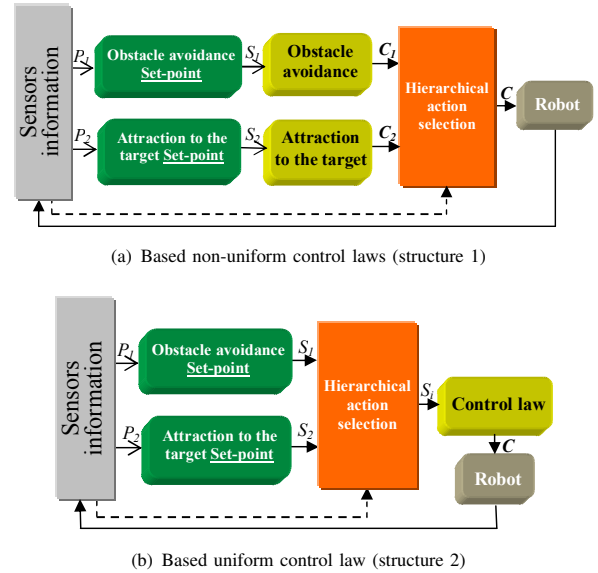 Sensors
information
P1
Obstacle avoidance
Set-point
S1
Obstacle
avoidance
C1
P2
Attraction to the
target Set-point
S2
Attraction
to the target
C2
Hierarchical
action
selection
C
Robot
(a) Based non-uniform control laws (structure 1)
Sensors
information
P1
Obstacle avoidance
Set-point
S1
P2
Attraction to the
target Set-point
S2
Hierarchical
action
selection
Si
Control law
C
Robot
(b) Based uniform control law (structure 2)